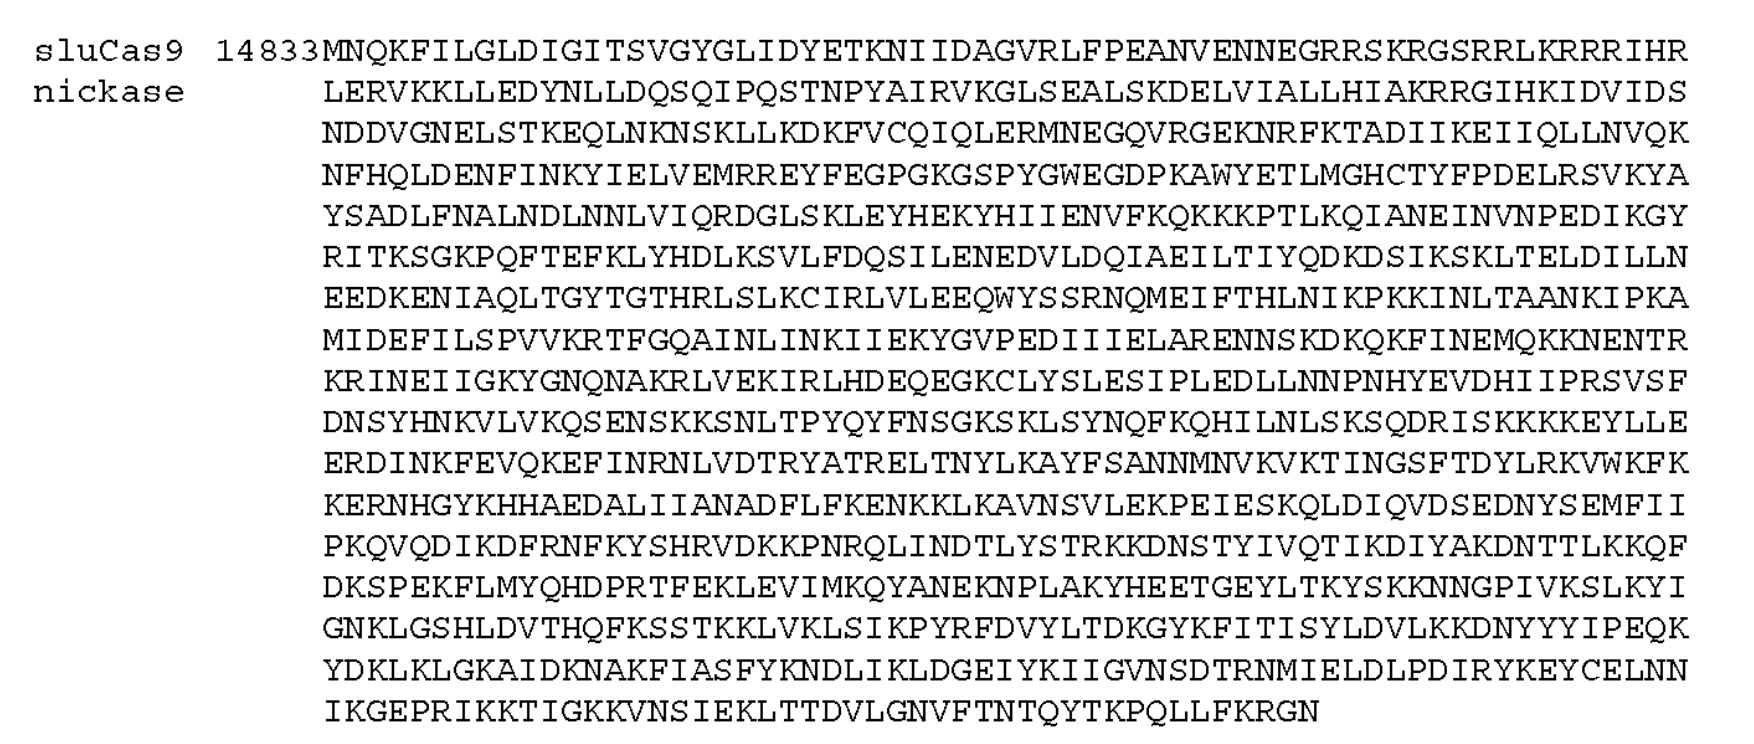 sluCas9 14833MNQKFILGLDIGITSVGYGLIDYETKNIIDAGVRLFPEANVENNEGRRSKRGSRRLKRRRIHR
nickase LERVKKLLEDYNLLDQSQIPQSTNPYAIRVKGLSEALSKDELVIALLHIAKRRGIHKIDVIDS
NDDVGNELSTKEQLNKNSKLLKDKFVCQIQLERMNEGQVRGEKNRFKTADIIKEIIQLLNVQK
NFHQLDENFINKYIELVEMRREYFEGPGKGSPYGWEGDPKAWYETLMGHCTYFPDELRSVKYA
YSADLFNALNDLNNLVIQRDGLSKLEYHEKYHIIENVFKQKKKPTLKQIANEINVNPEDIKGY
RITKSGKPQFTEFKLYHDLKSVLFDQSILENEDVLDQIAEILTIYQDKDSIKSKLTELDILLN
EEDKENIAQLTGYTGTHRLSLKCIRLVLEEQWYSSRNQMEIFTHLNIKPKKINLTAANKIPKA
MIDEFILSPVVKRTFGQAINLINKIIEKYGVPEDIIIELARENNSKDKQKFINEMQKKNENTR
KRINEIIGKYGNQNAKRLVEKIRLHDEQEGKCLYSLESIPLEDLLNNPNHYEVDHIIPRSVSF
DNSYHNKVLVKQSENSKKSNLTPYQYFNSGKSKLSYNQFKQHILNLSKSQDRISKKKKEYLLE
ERDINKFEVQKEFINRNLVDTRYATRELTNYLKAYFSANNMNVKVKTINGSFTDYLRKVWKFK
KERNHGYKHHAEDALIIANADFLFKENKKLKAVNSVLEKPEIESKQLDIQVDSEDNYSEMFII
PKQVQDIKDFRNFKYSHRVDKKPNRQLINDTLYSTRKKDNSTYIVQTIKDIYAKDNTTLKKQF
DKSPEKFLMYQHDPRTFEKLEVIMKQYANEKNPLAKYHEETGEYLTKYSKKNNGPIVKSLKYI
GNKLGSHLDVTHQFKSSTKKLVKLSIKPYRFDVYLTDKGYKFITISYLDVLKKDNYYYIPEQK
YDKLKLGKAIDKNAKFIASFYKNDLIKLDGEIYKIIGVNSDTRNMIELDLPDIRYKEYCELNN
IKGEPRIKKTIGKKVNSIEKLTTDVLGNVFTNTQYTKPQLLFKRGN